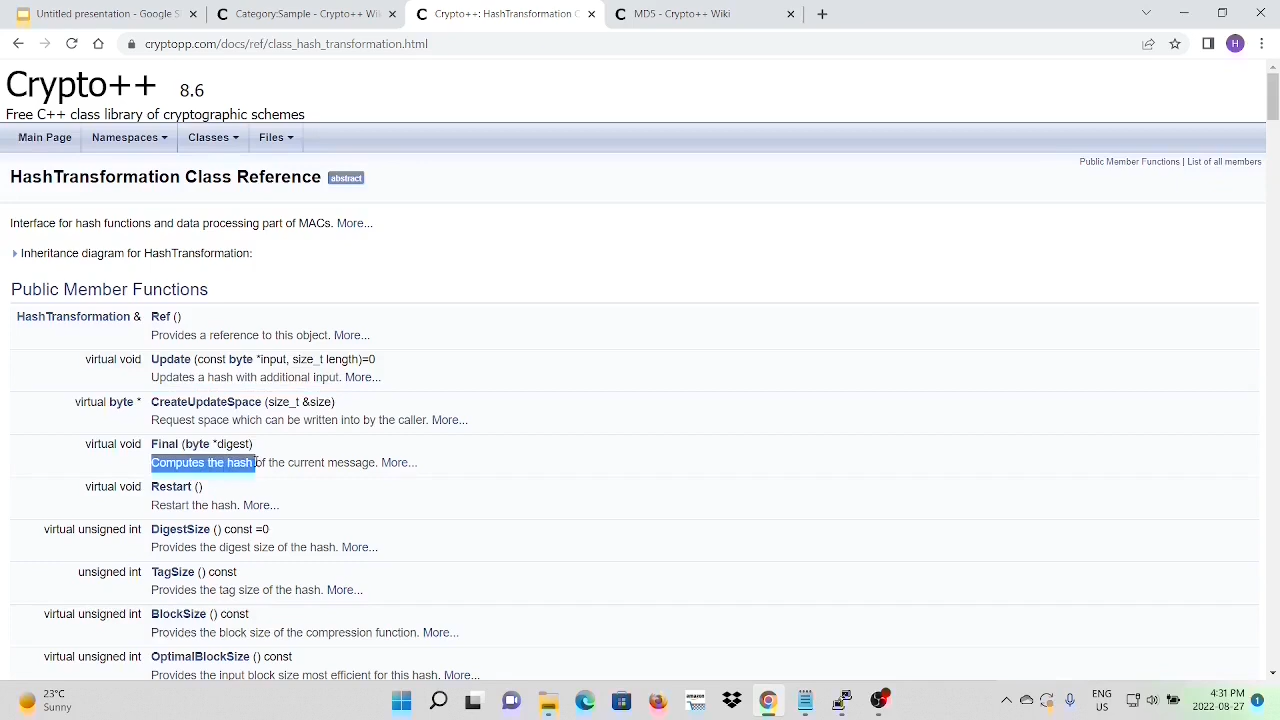 Untitled presentation - Google S
Category:Sample - Crypto++ Wi
Crypto++: HashTransformation C
MD5 - Crypto++ Wiki
cryptopp.com/docs/ref/class_hash_transformation.html
H
Crypto++ 8.6
Free C++ class library of cryptographic schemes
Main Page Namespaces Classes Files
Public Member Functions | List of all members
HashTransformation Class Reference abstract
Interface for hash functions and data processing part of MACs. More...
Inheritance diagram for HashTransformation:
Public Member Functions
HashTransformation & Ref ()
Provides a reference to this object. More...
virtual void Update (const byte *input, size_t length)=0
Updates a hash with additional input. More...
virtual byte * CreateUpdateSpace (size_t &size)
Request space which can be written into by the caller. More...
virtual void Final (byte *digest)
Computes the hash of the current message. More...
virtual void Restart ()
Restart the hash. More...
virtual unsigned int DigestSize () const =0
Provides the digest size of the hash. More...
unsigned int TagSize () const
Provides the tag size of the hash. More...
virtual unsigned int BlockSize () const
Provides the block size of the compression function. More...
virtual unsigned int OptimalBlockSize () const
Provides the input block size most efficient for this hash. More...
23°C
Sunny
amazon
ENG
US
4:31 PM
2022-08-27
1